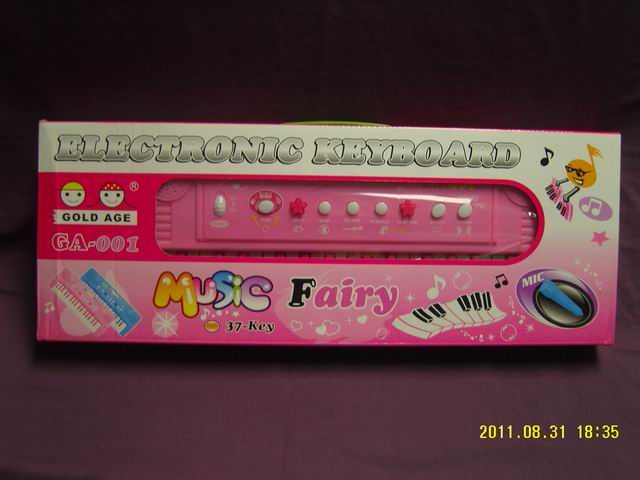 ELECTRONIC KEYBOARD
®
GOLD AGE
GA-001
MUSIC Fairy
37-Key
MIC
2011.08.31 18:35